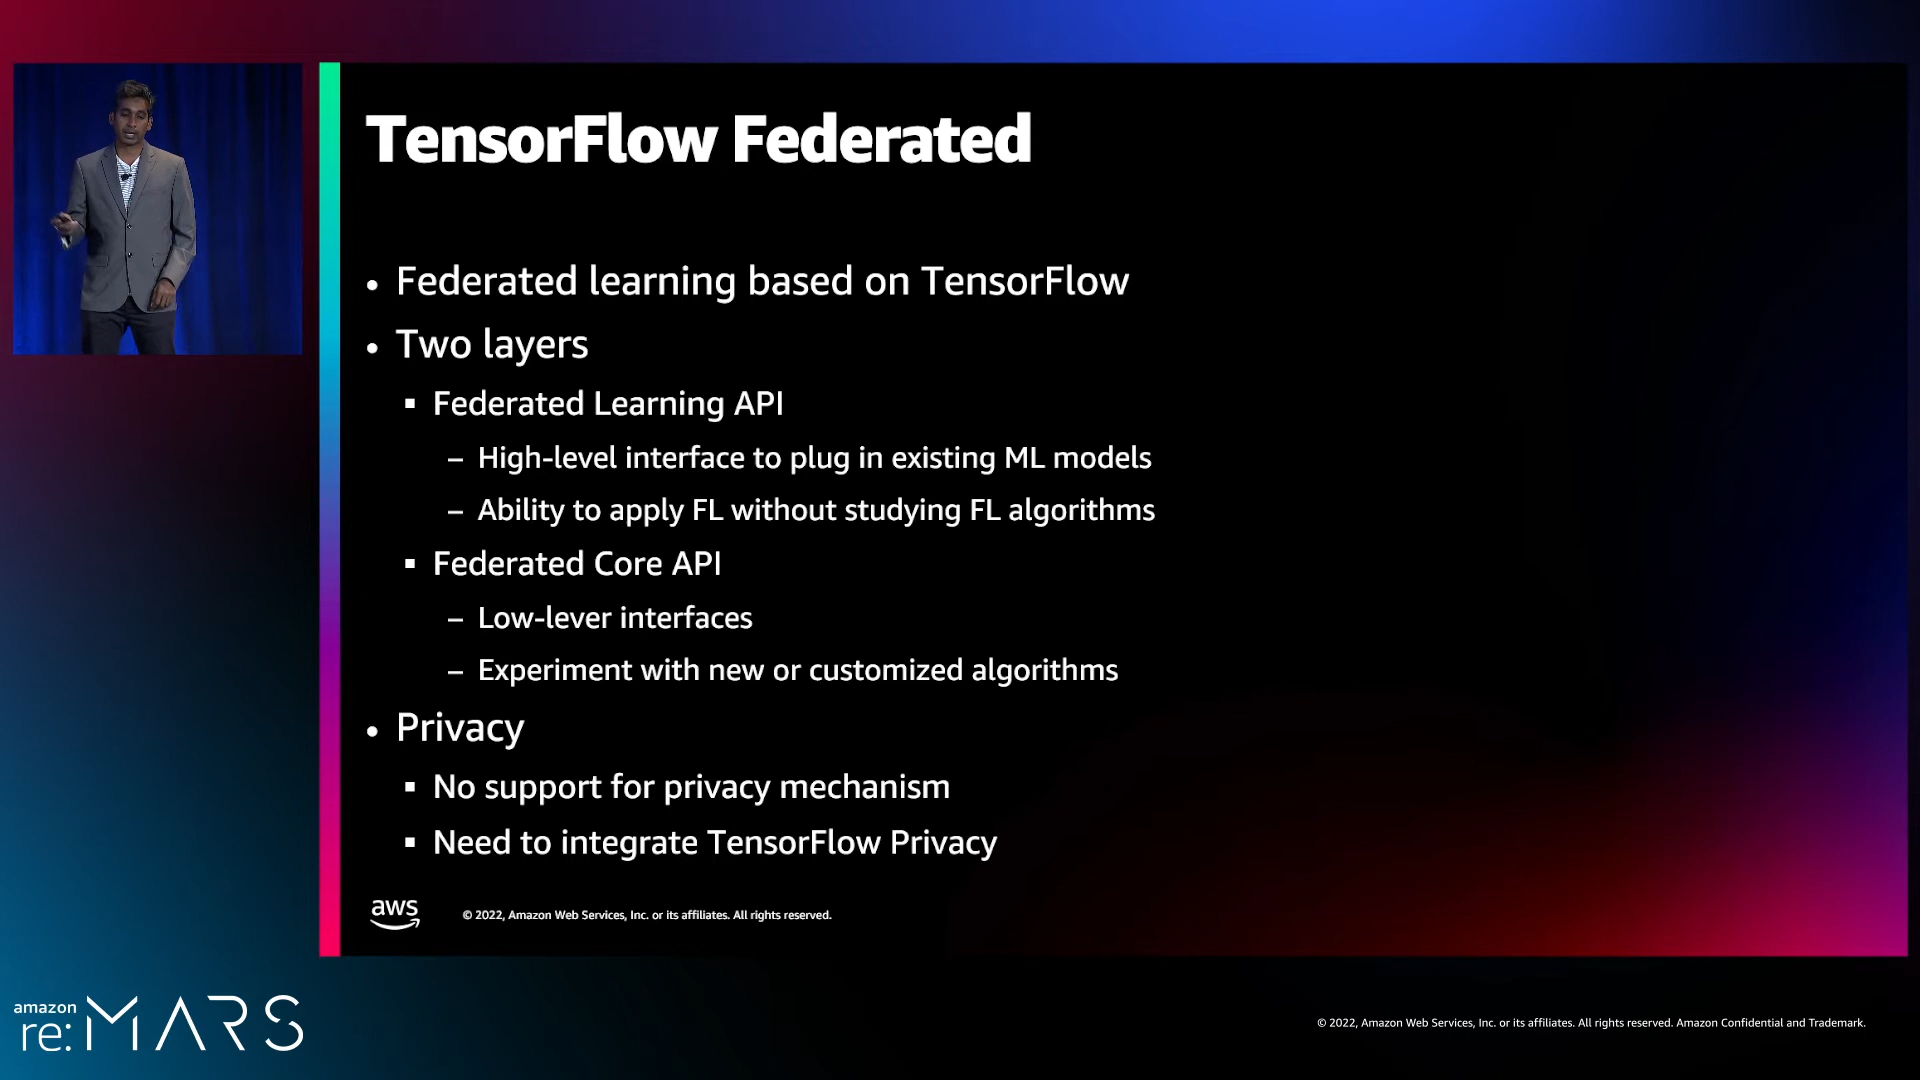 TensorFlow Federated
• Federated learning based on TensorFlow
• Two layers
▪ Federated Learning API
– High-level interface to plug in existing ML models
– Ability to apply FL without studying FL algorithms
▪ Federated Core API
– Low-lever interfaces
– Experiment with new or customized algorithms
• Privacy
▪ No support for privacy mechanism
▪ Need to integrate TensorFlow Privacy
aws
© 2022, Amazon Web Services, Inc. or its affiliates. All rights reserved.
amazon
re:MARS
© 2022, Amazon Web Services, Inc. or its affiliates. All rights reserved. Amazon Confidential and Trademark.